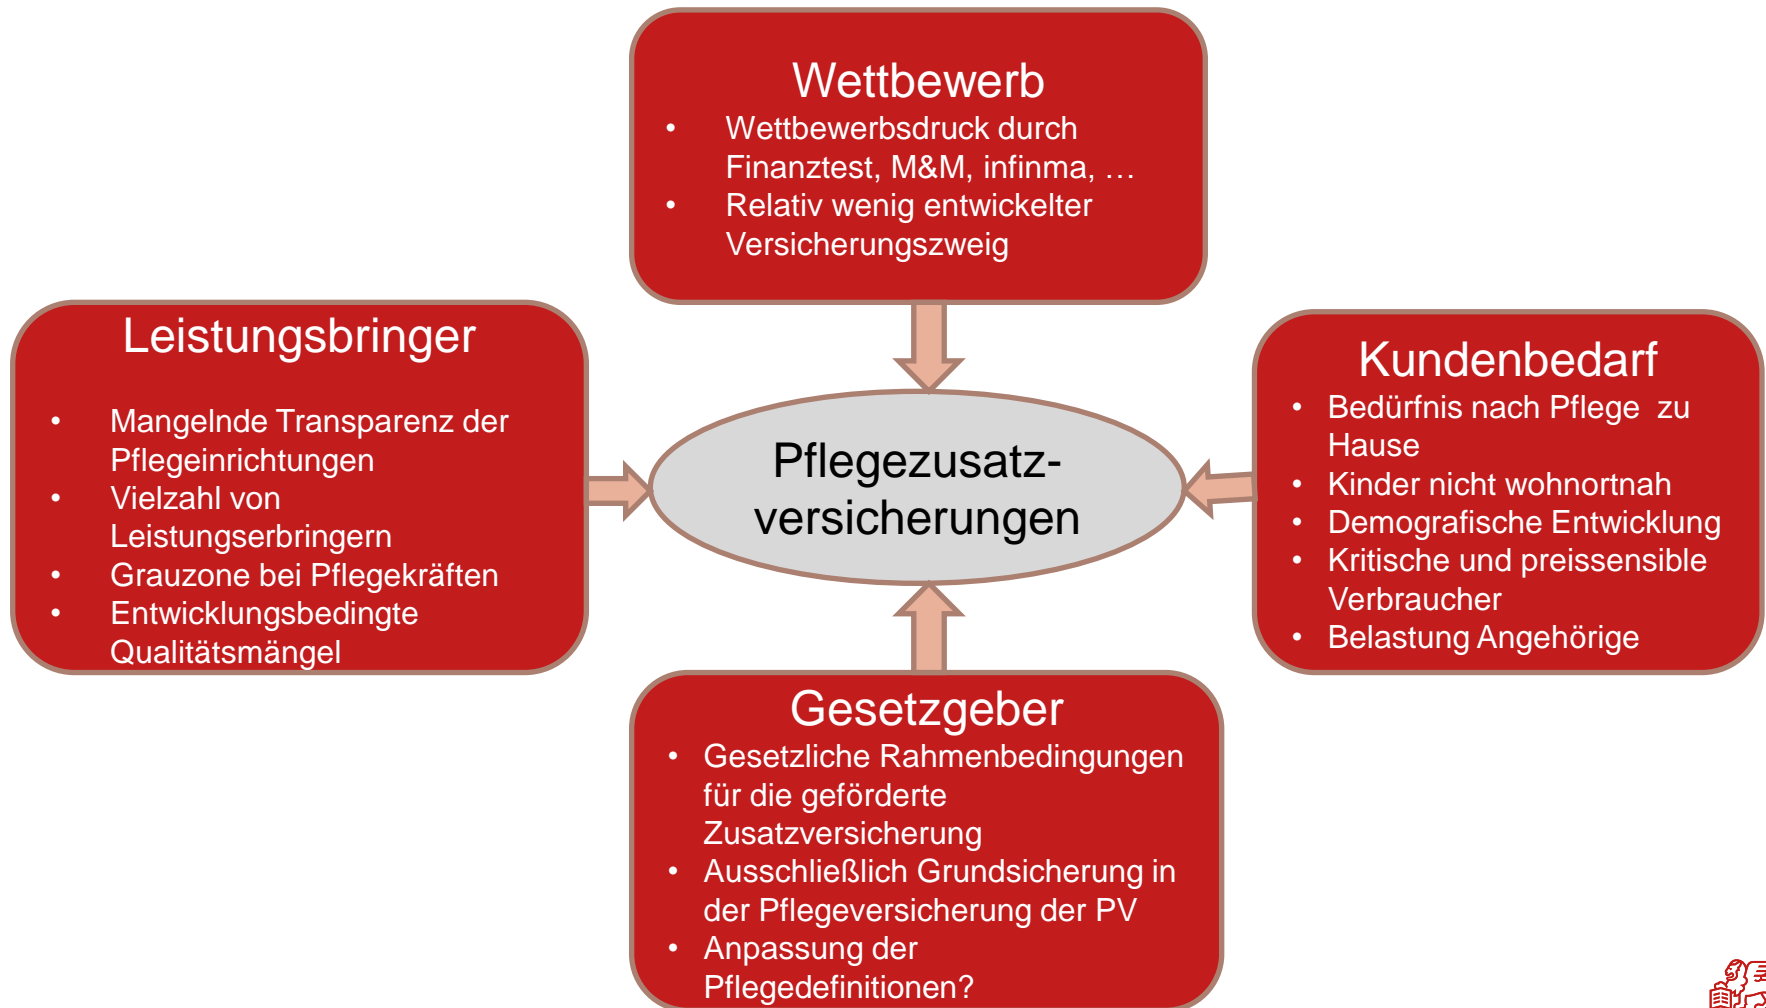 Wettbewerb
• Wettbewerbsdruck durch
Finanztest, M&M, infinma, …
• Relativ wenig entwickelter
Versicherungszweig
Leistungsbringer
• Mangelnde Transparenz der
Pflegeinrichtungen
• Vielzahl von
Leistungserbringern
• Grauzone bei Pflegekräften
• Entwicklungsbedingte
Qualitätsmängel
Pflegezusatz-
versicherungen
Kundenbedarf
• Bedürfnis nach Pflege zu
Hause
• Kinder nicht wohnortnah
• Demografische Entwicklung
• Kritische und preissensible
Verbraucher
• Belastung Angehörige
Gesetzgeber
• Gesetzliche Rahmenbedingungen
für die geförderte
Zusatzversicherung
• Ausschließlich Grundsicherung in
der Pflegeversicherung der PV
• Anpassung der
Pflegedefinitionen?